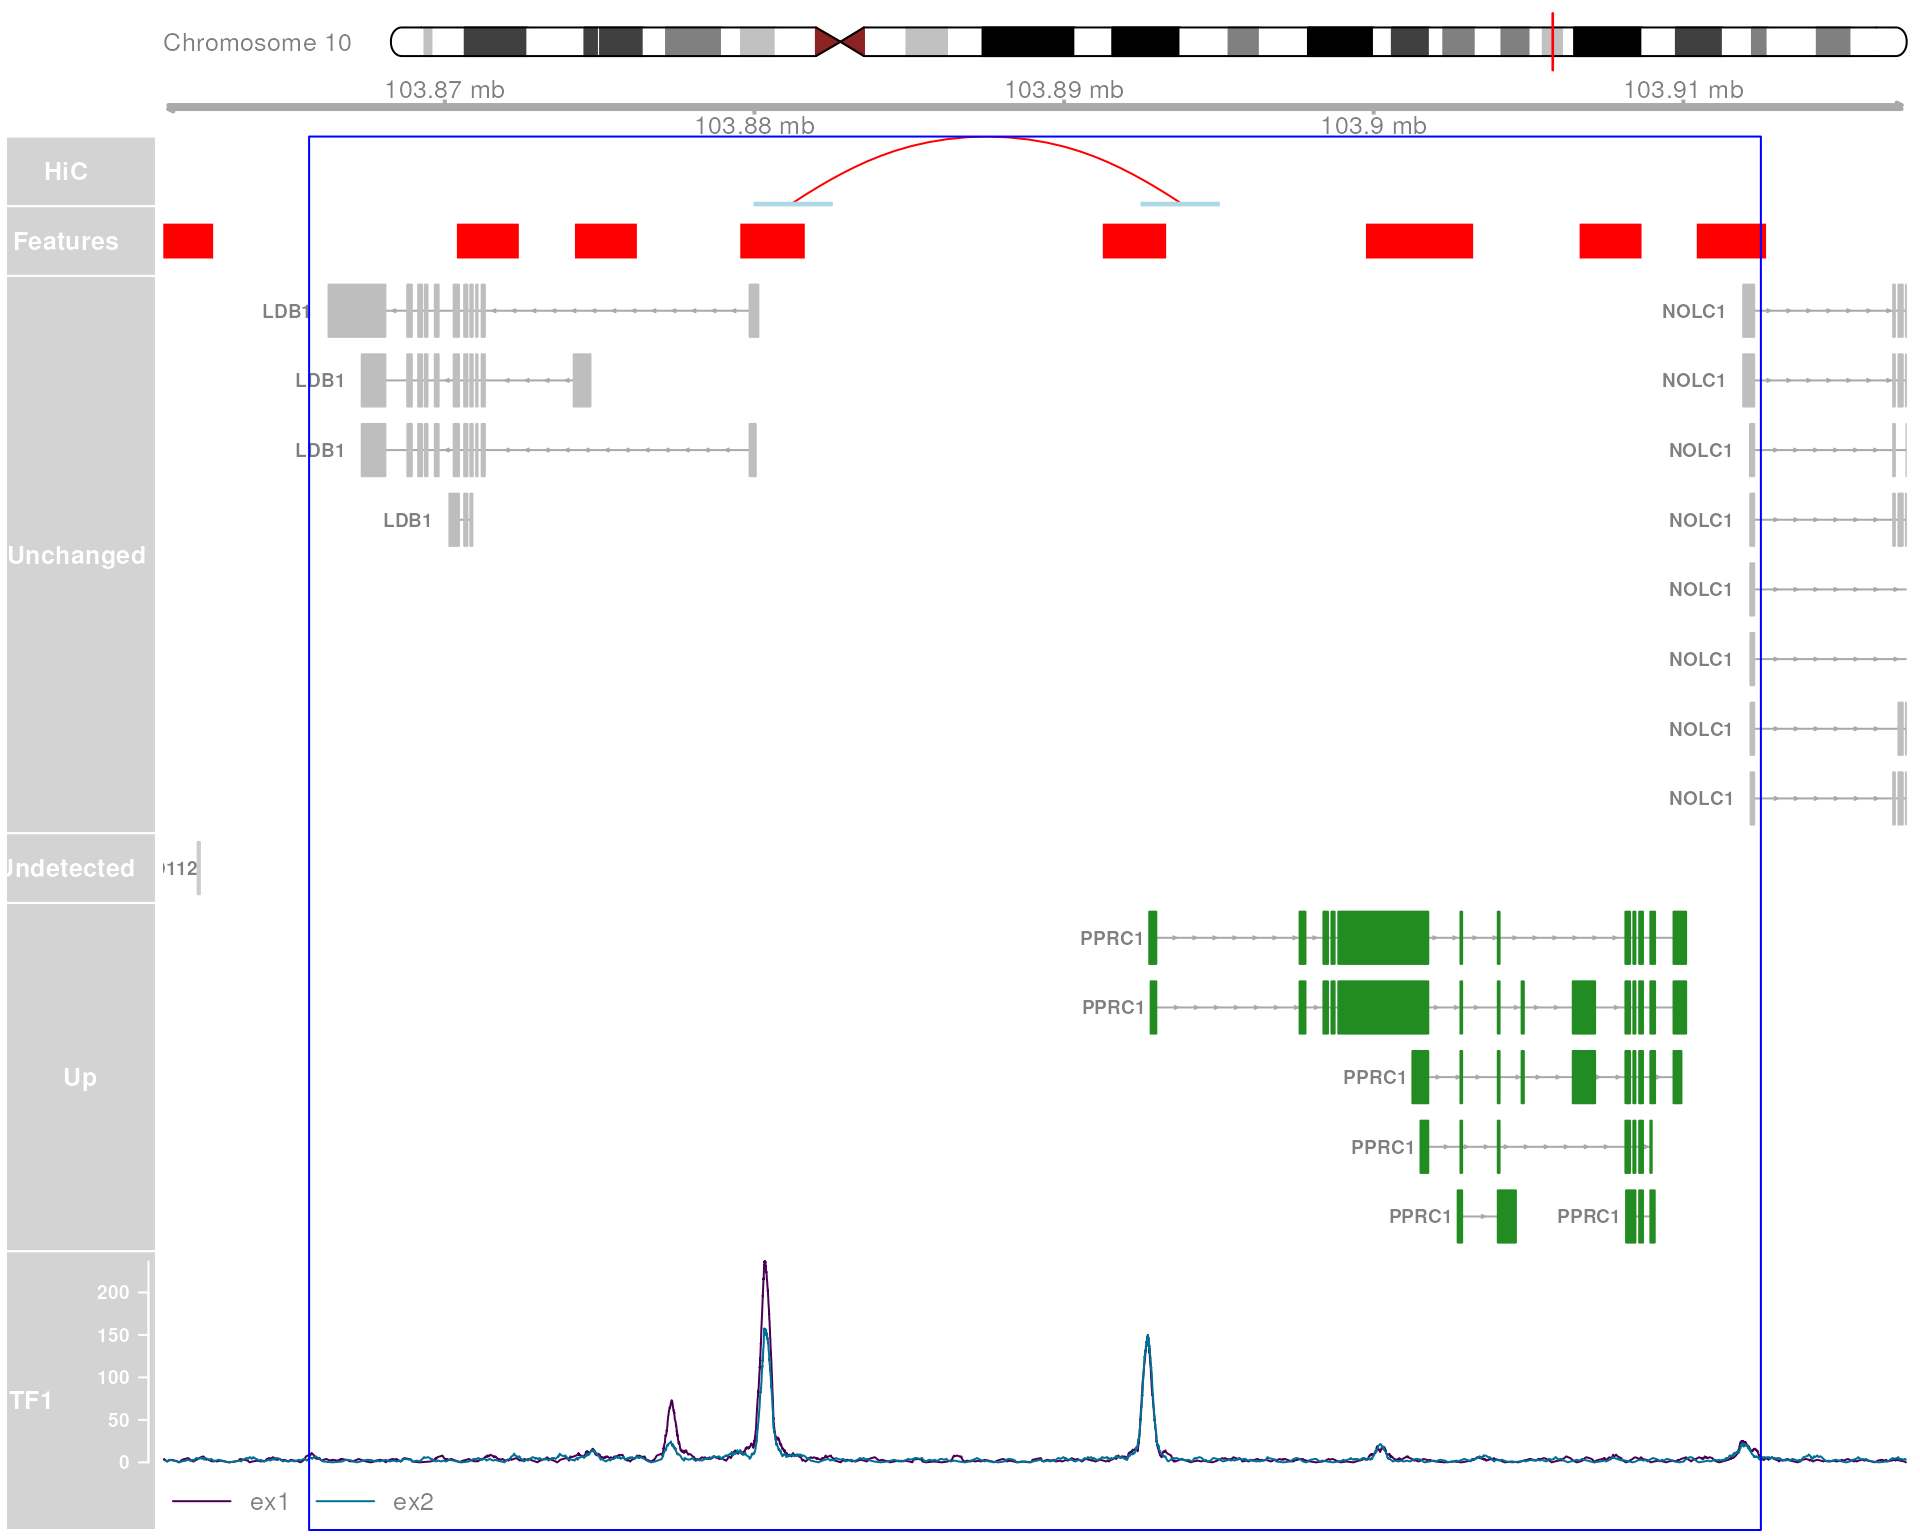 Chromosome 10
103.87 mb 103.89 mb 103.91 mb
103.88 mb 103.9 mb
HiC
Features
LDB1 NOLC1
LDB1 NOLC1
LDB1 NOLC1
LDB1 NOLC1
Unchanged
NOLC1
NOLC1
NOLC1
NOLC1
Undetected 112
PPRC1
PPRC1
Up
PPRC1
PPRC1
PPRC1 PPRC1
200
150
100
TF1
50
0
ex1 ex2